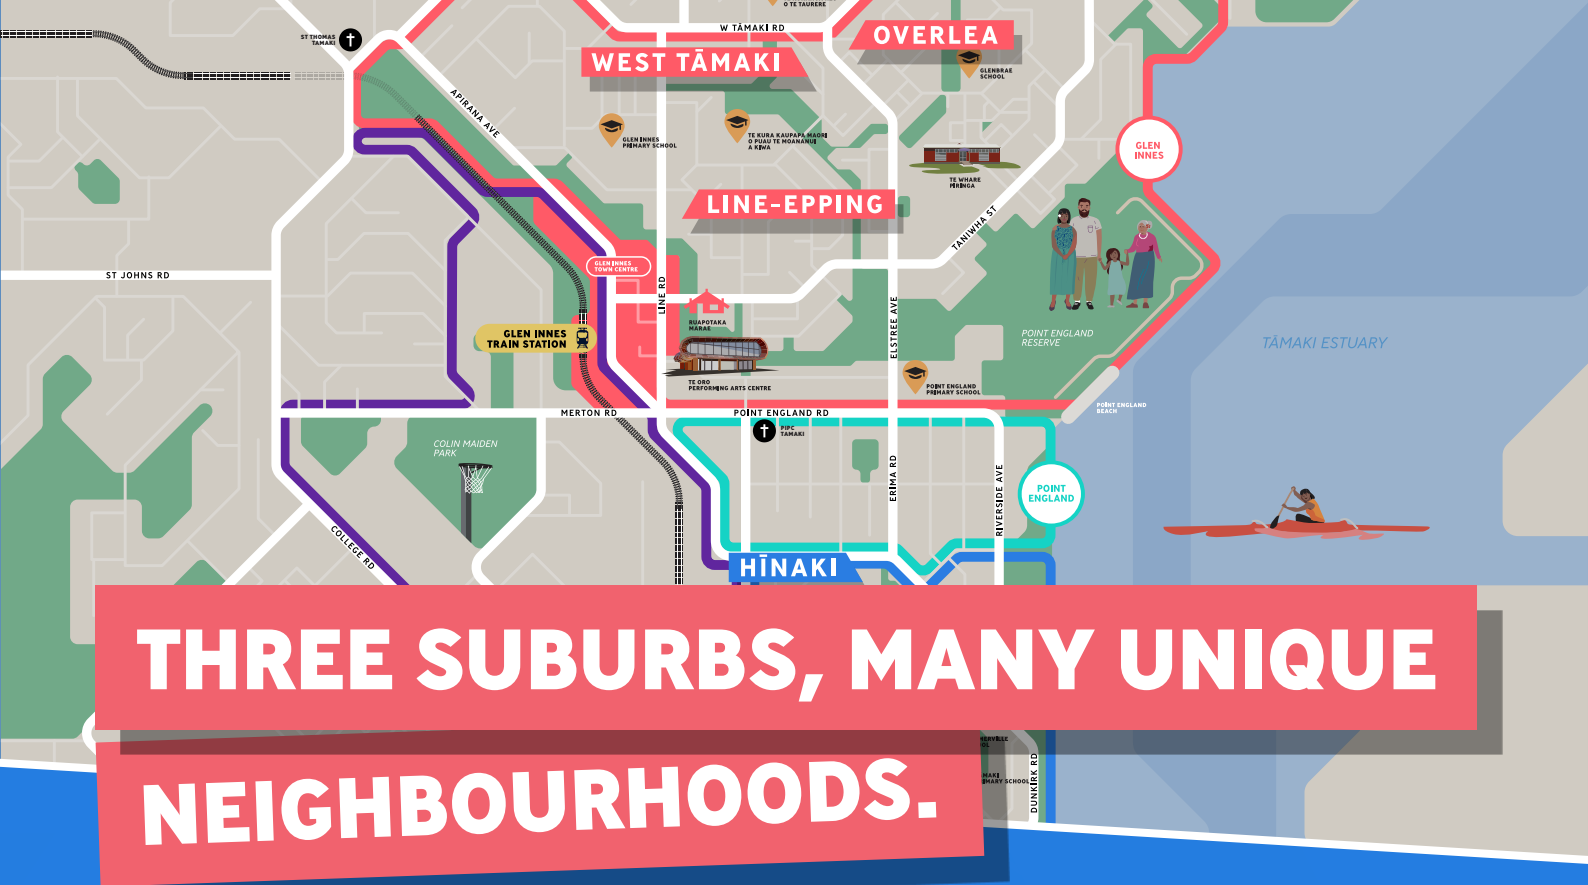 O TE TAURERE
W TĀMAKI RD
OVERLEA
ST THOMAS
TAMAKI
WEST TĀMAKI
GLENBRAE
SCHOOL
APIRANA AVE
GLEN INNES
PRIMARY SCHOOL
TE KURA KAUPAPA MAORI
O PUAU TE MOANANUI
A KIWA
GLEN
INNES
TE WHARE
PIRINGA
LINE-EPPING
TANIWHA ST
ST JOHNS RD
GLEN INNES
TOWN CENTRE
LINE RD
RUAPOTAKA
MARAE
ELSTREE AVE
GLEN INNES
TRAIN STATION
POINT ENGLAND
RESERVE
TĀMAKI ESTUARY
TE ORO
PERFORMING ARTS CENTRE
POINT ENGLAND
PRIMARY SCHOOL
POINT ENGLAND
BEACH
MERTON RD
POINT ENGLAND RD
PIPC
TAMAKI
COLIN MAIDEN
PARK
ERIMA RD
RIVERSIDE AVE
POINT
ENGLAND
COLLEGE RD
HĪNAKI
THREE SUBURBS, MANY UNIQUE
NEIGHBOURHOODS.
DUNKIRK RD